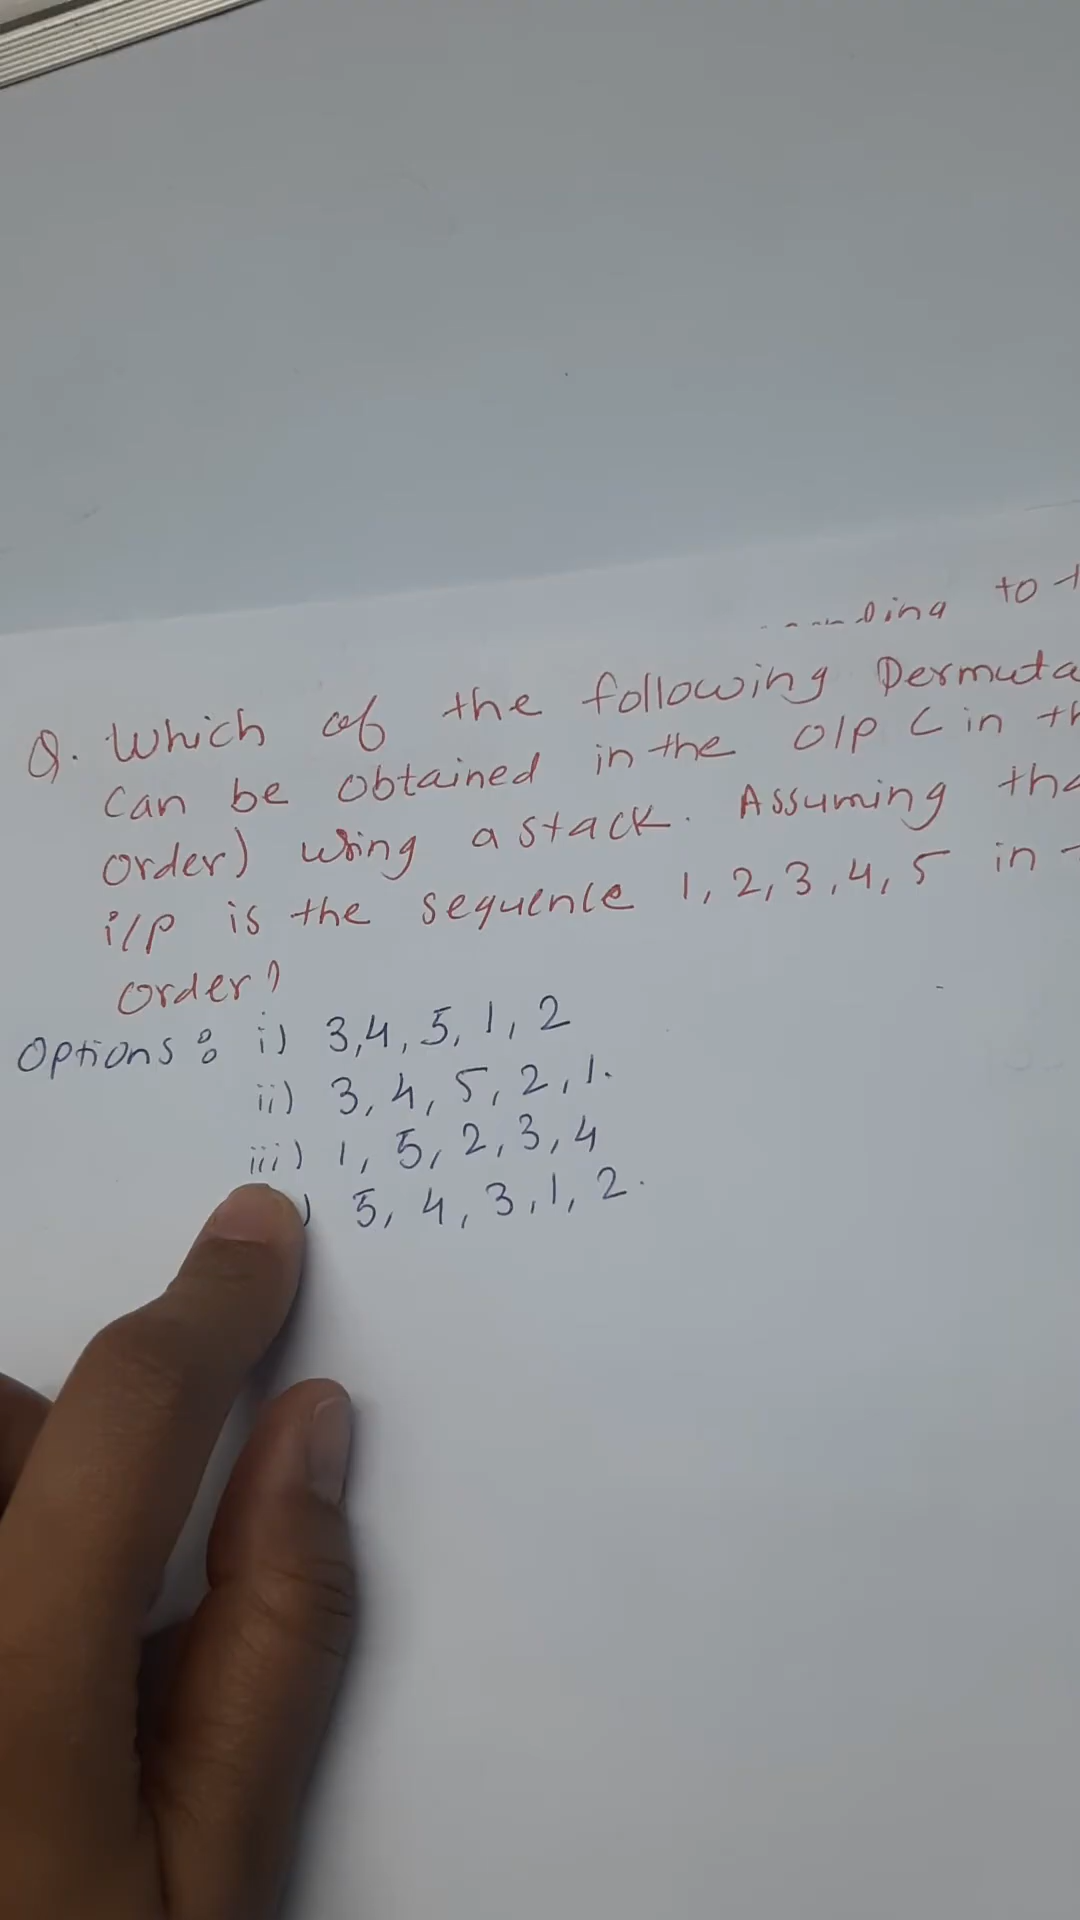 to
Q. Which of the following Permuta
can be obtained in the o/p (in th
order) using a stack. Assuming tha
i/p is the sequence 1, 2, 3, 4, 5 in
order?
Options : i) 3, 4, 5, 1, 2
ii) 3, 4, 5, 2, 1.
iii) 1, 5, 2, 3, 4
) 5, 4, 3, 1, 2.